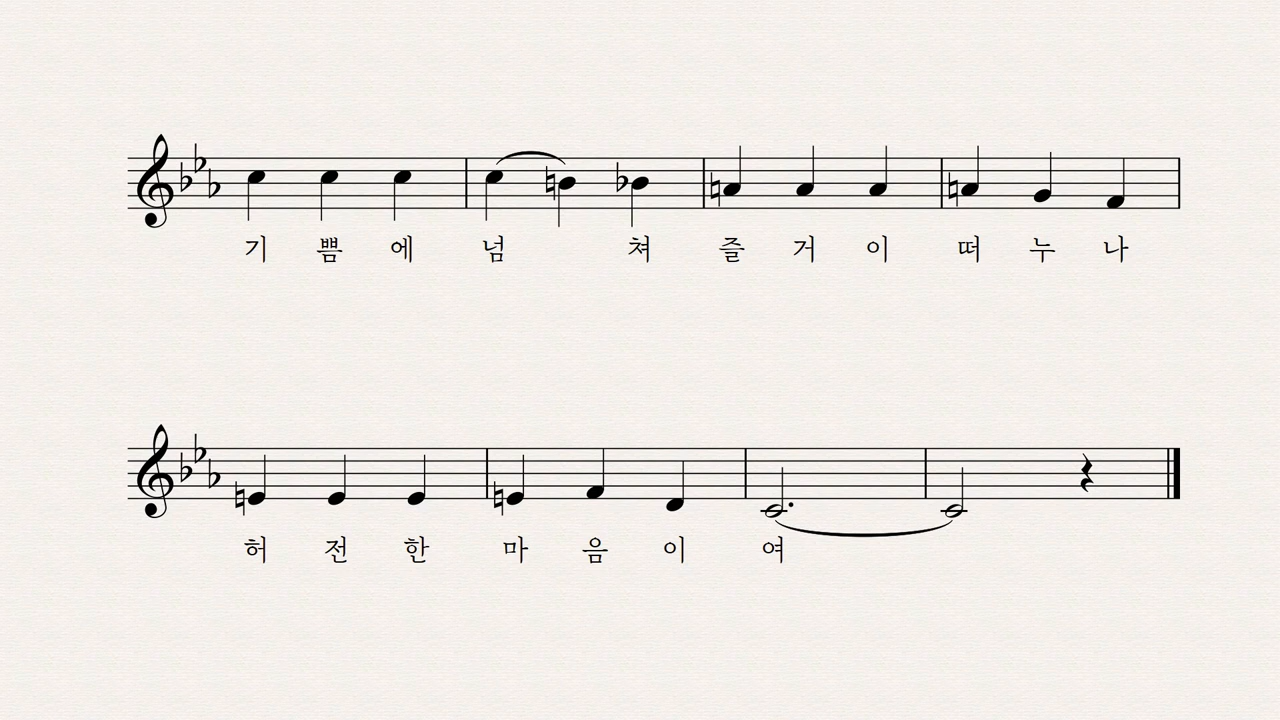 기 쁨 에 넘 쳐 즐 거 이 떠 누 나
허 전 한 마 음 이 여